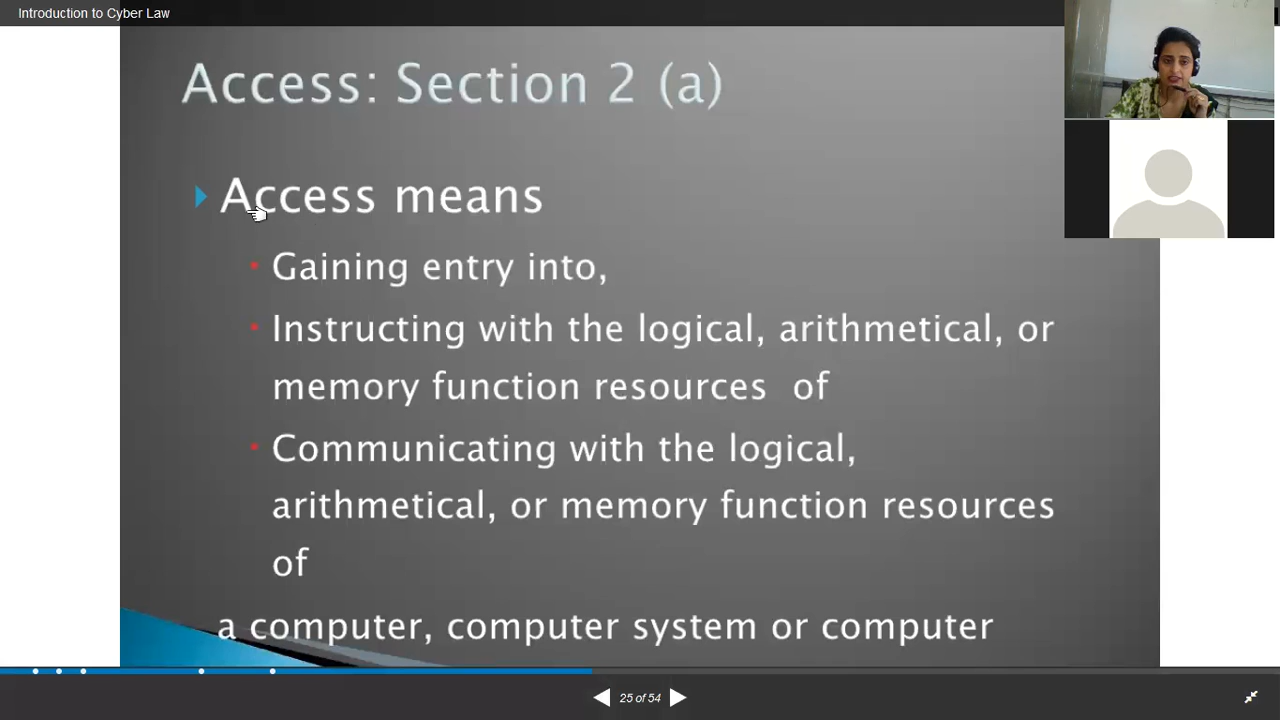 Introduction to Cyber Law
Access: Section 2 (a)
Access means
Gaining entry into,
Instructing with the logical, arithmetical, or
memory function resources of
Communicating with the logical,
arithmetical, or memory function resources
of
a computer, computer system or computer
25 of 54